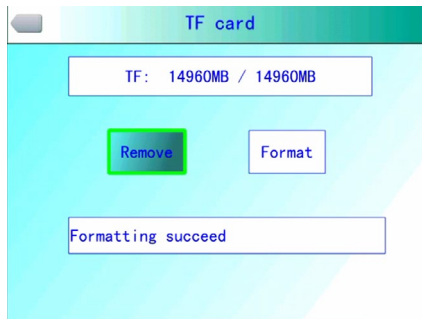 TF card
TF: 14960MB / 14960MB
Remove
Format
Formatting succeed